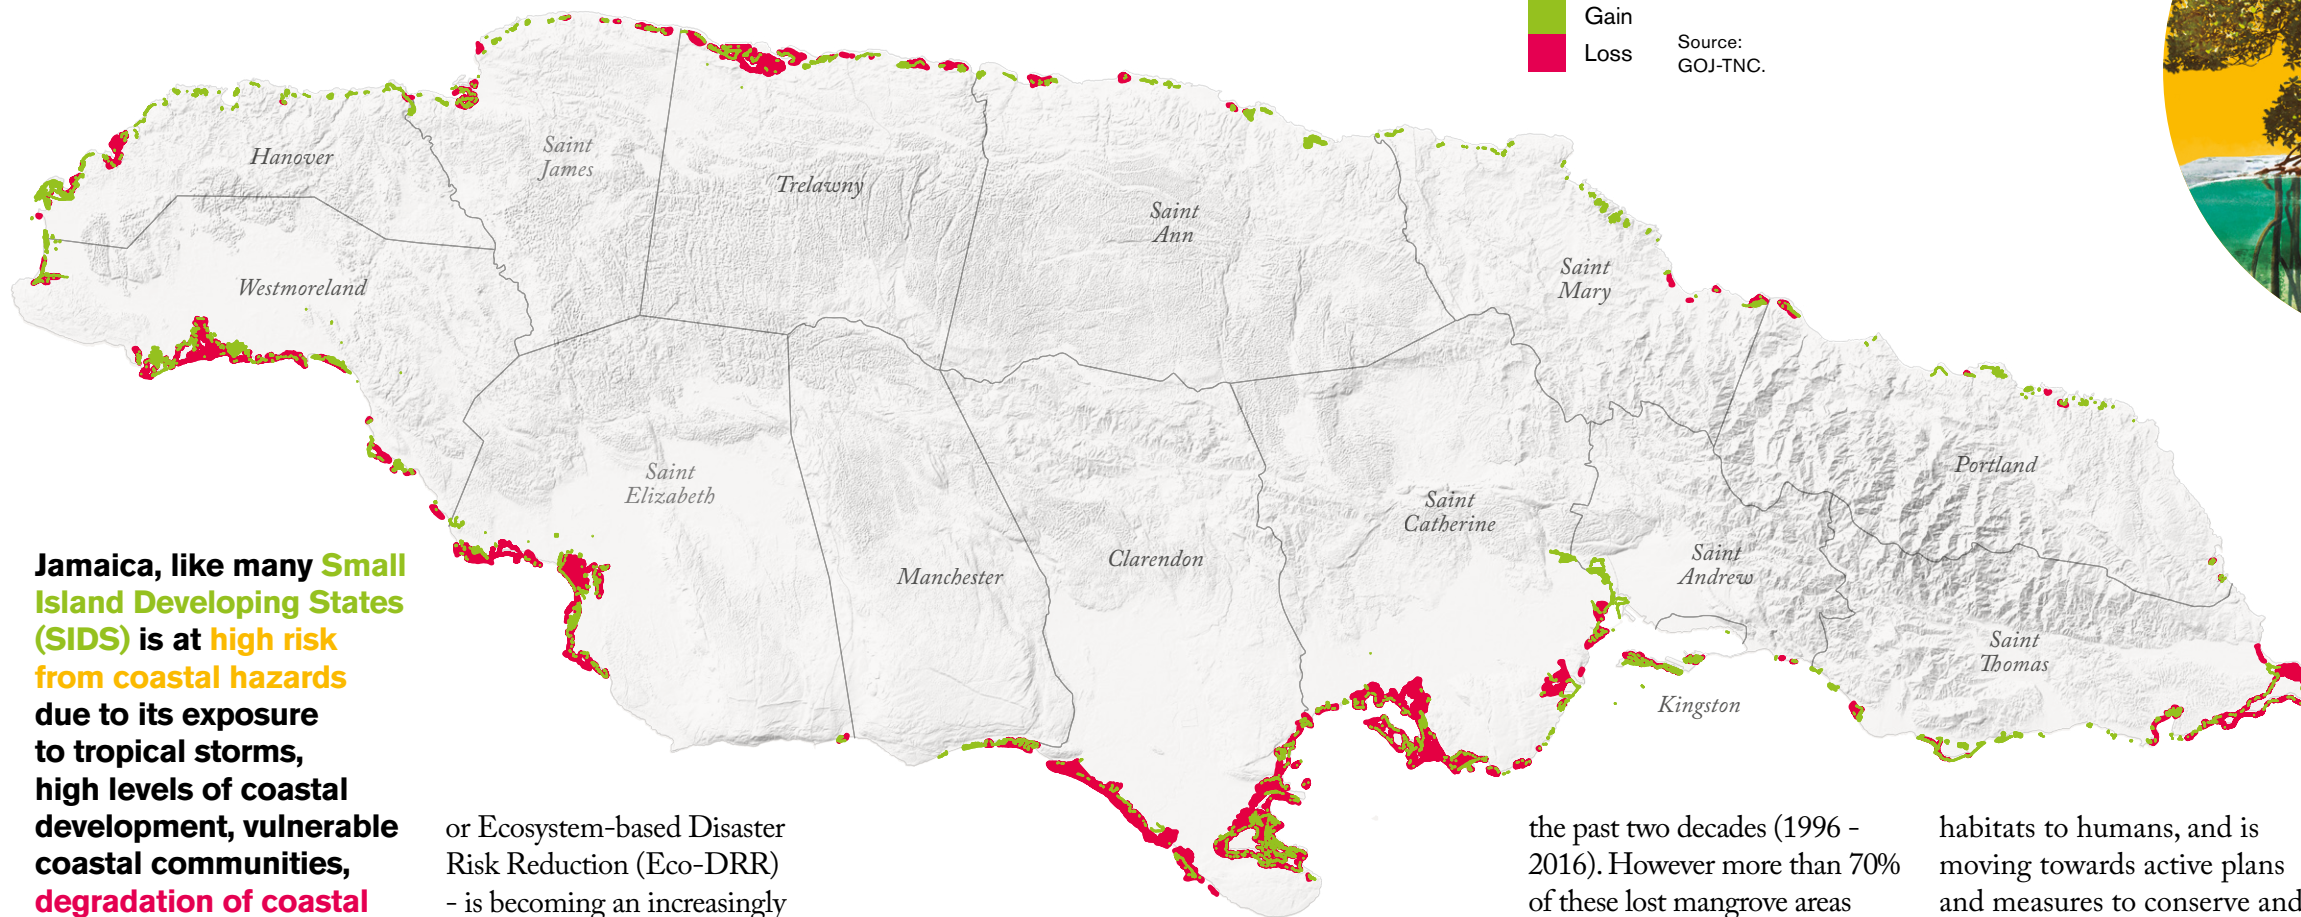 Gain
Loss
Source:
GOJ-TNC.
Hanover
Saint
James
Trelawny
Saint
Ann
Saint
Mary
Westmoreland
Saint
Elizabeth
Manchester
Clarendon
Saint
Catherine
Saint
Andrew
Kingston
Portland
Saint
Thomas
Jamaica, like many Small
Island Developing States
(SIDS) is at high risk
from coastal hazards
due to its exposure
to tropical storms,
high levels of coastal
development, vulnerable
coastal communities,
degradation of coastal
or Ecosystem-based Disaster
Risk Reduction (Eco-DRR)
- is becoming an increasingly
the past two decades (1996 -
2016). However more than 70%
of these lost mangrove areas
habitats to humans, and is
moving towards active plans
and measures to conserve and